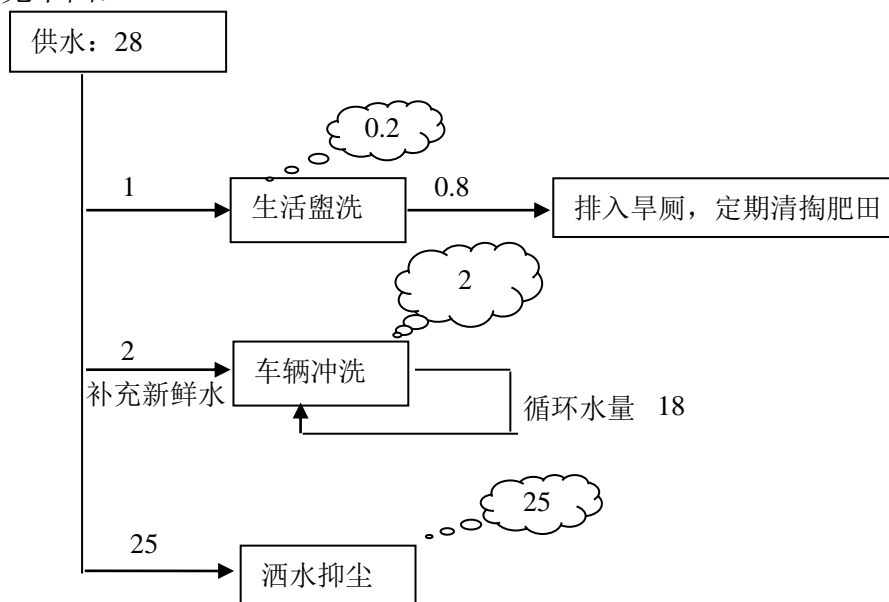 供水：28
0.2
1
生活盥洗
0.8
排入旱厕，定期清掏肥田
2
2
补充新鲜水
车辆冲洗
循环水量 18
25
25
洒水抑尘